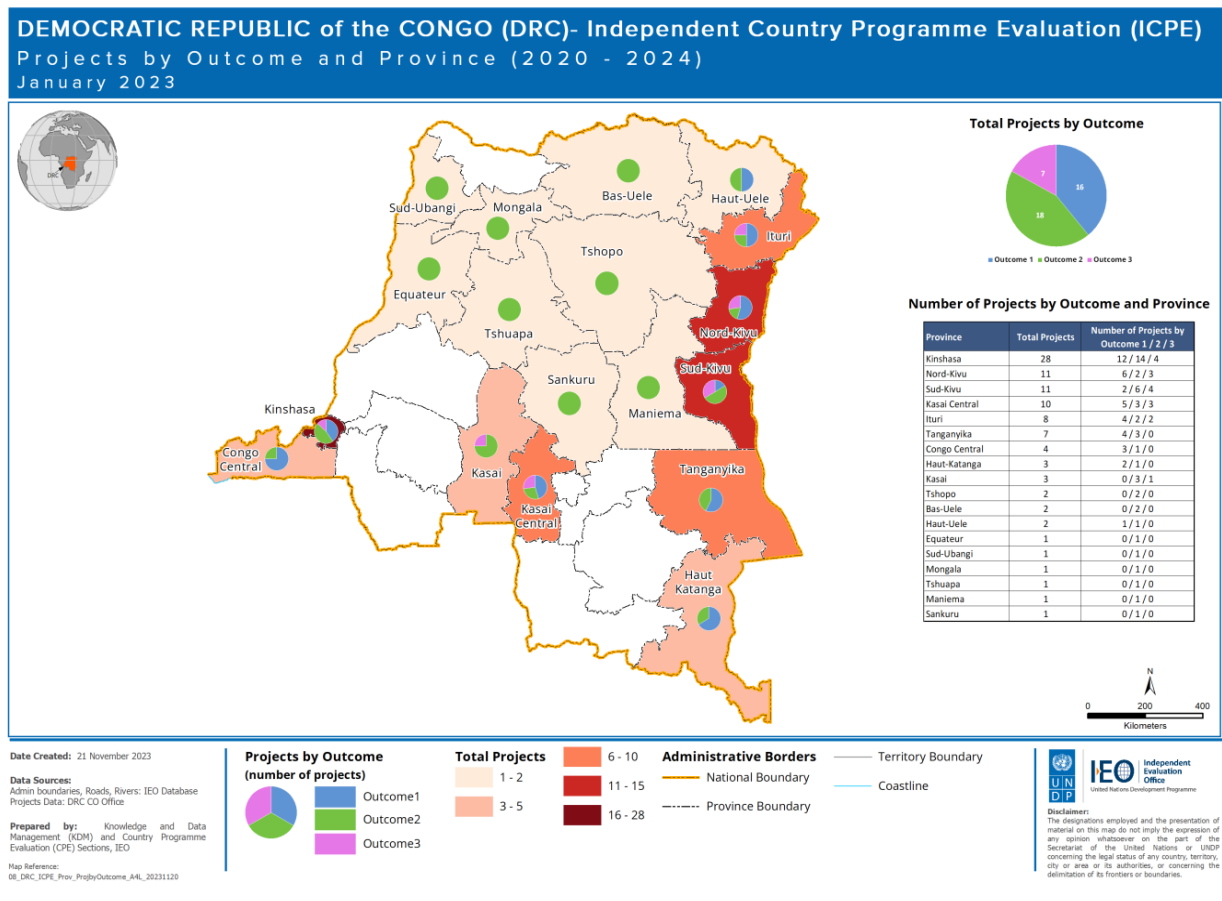 DEMOCRATIC REPUBLIC of the CONGO (DRC)- Independent Country Programme Evaluation (ICPE)
Projects by Outcome and Province (2020 - 2024)
January 2023
DRC
Sud-Ubangi
Mongala
Bas-Uele
Haut-Uele
Ituri
Tshopo
Equateur
Tshuapa
Nord-Kivu
Sud-Kivu
Sankuru
Maniema
Kinshasa
Congo
Central
Kasai
Kasai
Central
Tanganyika
Haut
Katanga
Total Projects by Outcome
7
16
18
Outcome 1 Outcome 2 Outcome 3
Number of Projects by Outcome and Province
Province Total Projects Number of Projects by
Outcome 1 / 2 / 3
Kinshasa 28 12 / 14 / 4
Nord-Kivu 11 6 / 2 / 3
Sud-Kivu 11 2 / 6 / 4
Kasai Central 10 5 / 3 / 3
Ituri 8 4 / 2 / 2
Tanganyika 7 4 / 3 / 0
Congo Central 4 3 / 1 / 0
Haut-Katanga 3 2 / 1 / 0
Kasai 3 0 / 3 / 1
Tshopo 2 0 / 2 / 0
Bas-Uele 2 0 / 2 / 0
Haut-Uele 2 1 / 1 / 0
Equateur 1 0 / 1 / 0
Sud-Ubangi 1 0 / 1 / 0
Mongala 1 0 / 1 / 0
Tshuapa 1 0 / 1 / 0
Maniema 1 0 / 1 / 0
Sankuru 1 0 / 1 / 0
N
0 200 400
Kilometers
Date Created: 21 November 2023
Data Sources:
Admin boundaries, Roads, Rivers: IEO Database
Projects Data: DRC CO Office
Prepared by: Knowledge and Data
Management (KDM) and Country Programme
Evaluation (CPE) Sections, IEO
Map Reference:
08_DRC_ICPE_Prov_ProjbyOutcome_A4L_20231120
Projects by Outcome
(number of projects)
Outcome1
Outcome2
Outcome3
Total Projects
1 - 2
3 - 5
6 - 10
11 - 15
16 - 28
Administrative Borders
National Boundary
Province Boundary
Territory Boundary
Coastline
U N
D P
IEO
Independent
Evaluation
Office
United Nations Development Programme
Disclaimer:
The designations employed and the presentation of
material on this map do not imply the expression of
any opinion whatsoever on the part of the
Secretariat of the United Nations or UNDP
concerning the legal status of any country, territory,
city or area or its authorities, or concerning the
delimitation of its frontiers or boundaries.